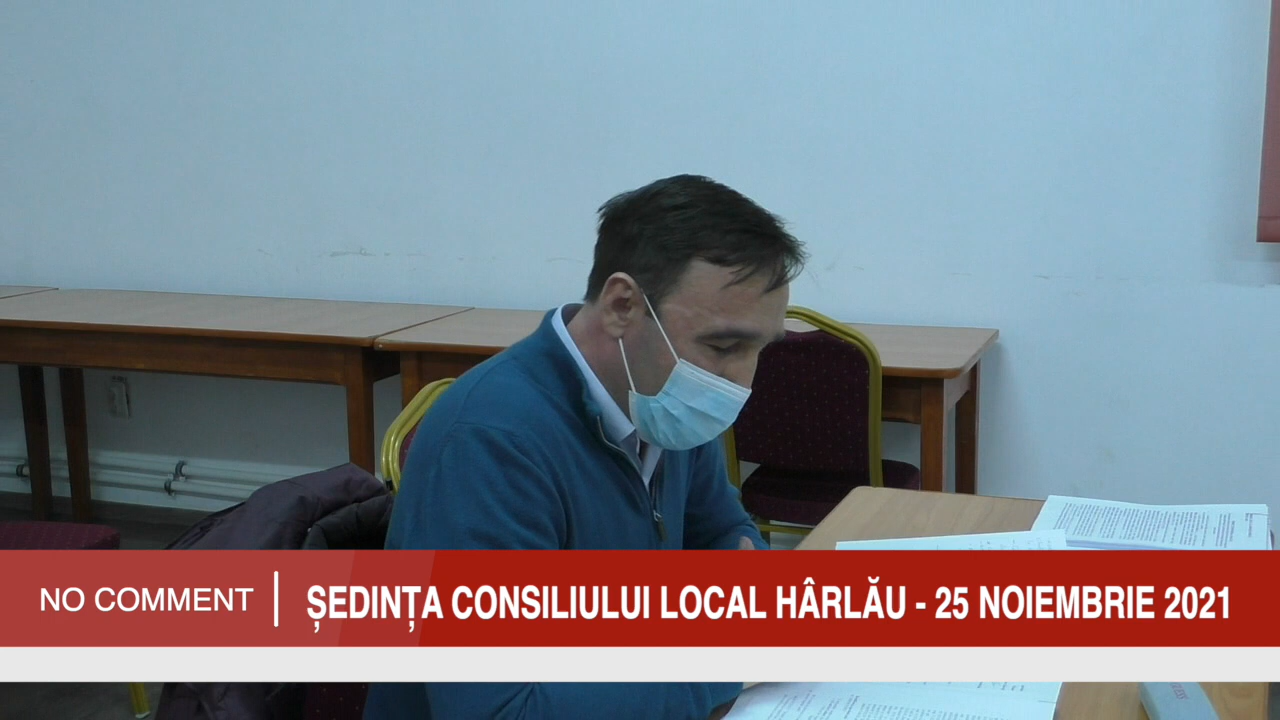 NO COMMENT
ȘEDINȚA CONSILIULUI LOCAL HÂRLĂU - 25 NOIEMBRIE 2021